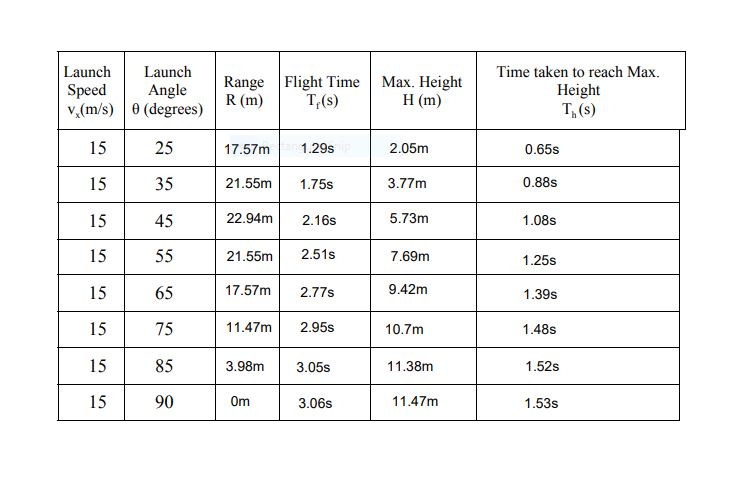 Launch Speed vₓ(m/s) Launch Angle θ (degrees) Range R (m) Flight Time T_f(s) Max. Height H (m) Time taken to reach Max. Height T_h (s)
15 25 17.57m 1.29s 2.05m 0.65s
15 35 21.55m 1.75s 3.77m 0.88s
15 45 22.94m 2.16s 5.73m 1.08s
15 55 21.55m 2.51s 7.69m 1.25s
15 65 17.57m 2.77s 9.42m 1.39s
15 75 11.47m 2.95s 10.7m 1.48s
15 85 3.98m 3.05s 11.38m 1.52s
15 90 0m 3.06s 11.47m 1.53s